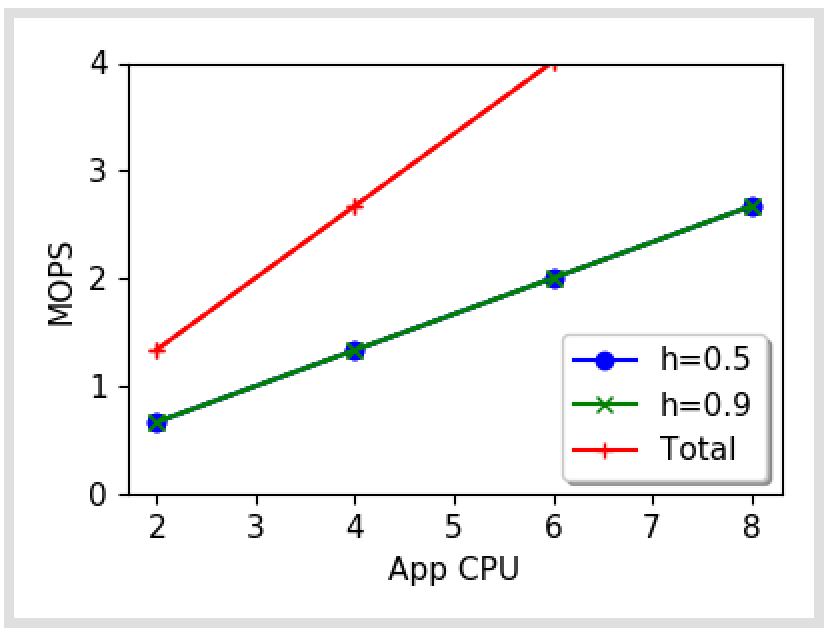 4
3
2
1
0
MOPS
2 3 4 5 6 7 8
App CPU
h=0.5
h=0.9
Total